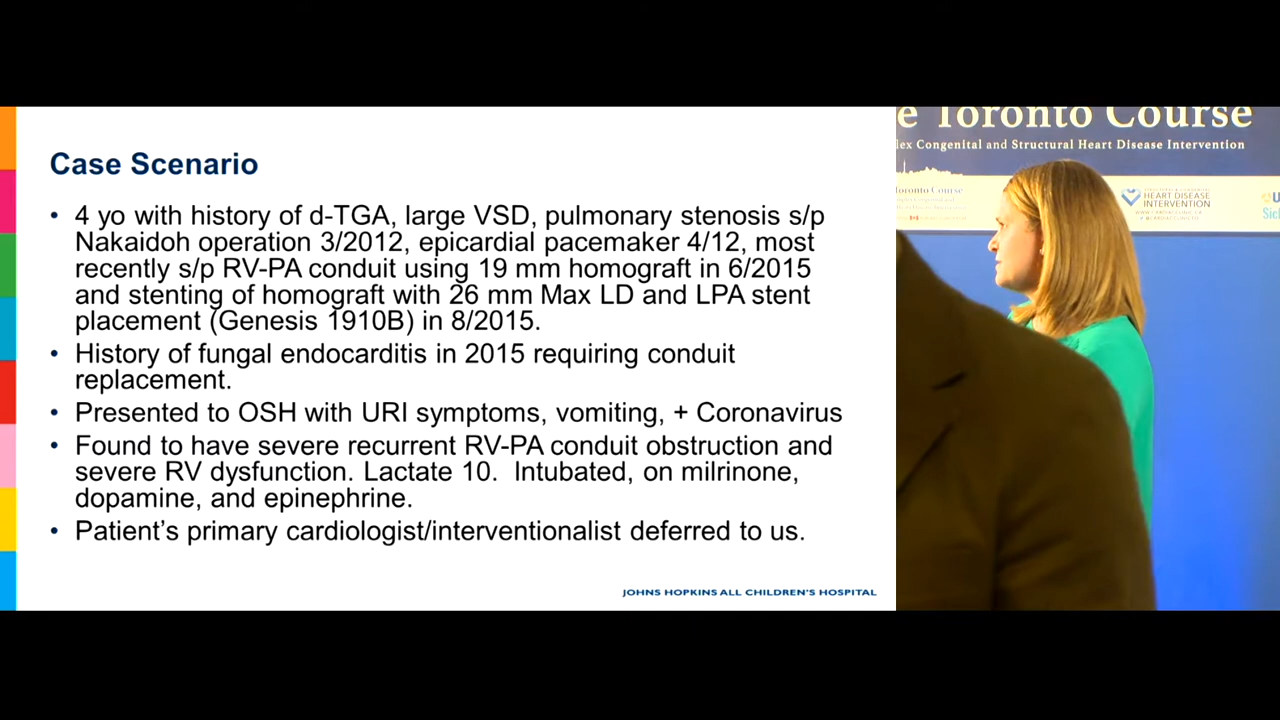 Case Scenario
• 4 yo with history of d-TGA, large VSD, pulmonary stenosis s/p
Nakaidoh operation 3/2012, epicardial pacemaker 4/12, most
recently s/p RV-PA conduit using 19 mm homograft in 6/2015
and stenting of homograft with 26 mm Max LD and LPA stent
placement (Genesis 1910B) in 8/2015.
• History of fungal endocarditis in 2015 requiring conduit
replacement.
• Presented to OSH with URI symptoms, vomiting, + Coronavirus
• Found to have severe recurrent RV-PA conduit obstruction and
severe RV dysfunction. Lactate 10. Intubated, on milrinone,
dopamine, and epinephrine.
• Patient's primary cardiologist/interventionalist deferred to us.
JOHNS HOPKINS ALL CHILDREN'S HOSPITAL
e Toronto Course
lex Congenital and Structural Heart Disease Intervention
Toronto Course
HEART DISEASE
INTERVENTION